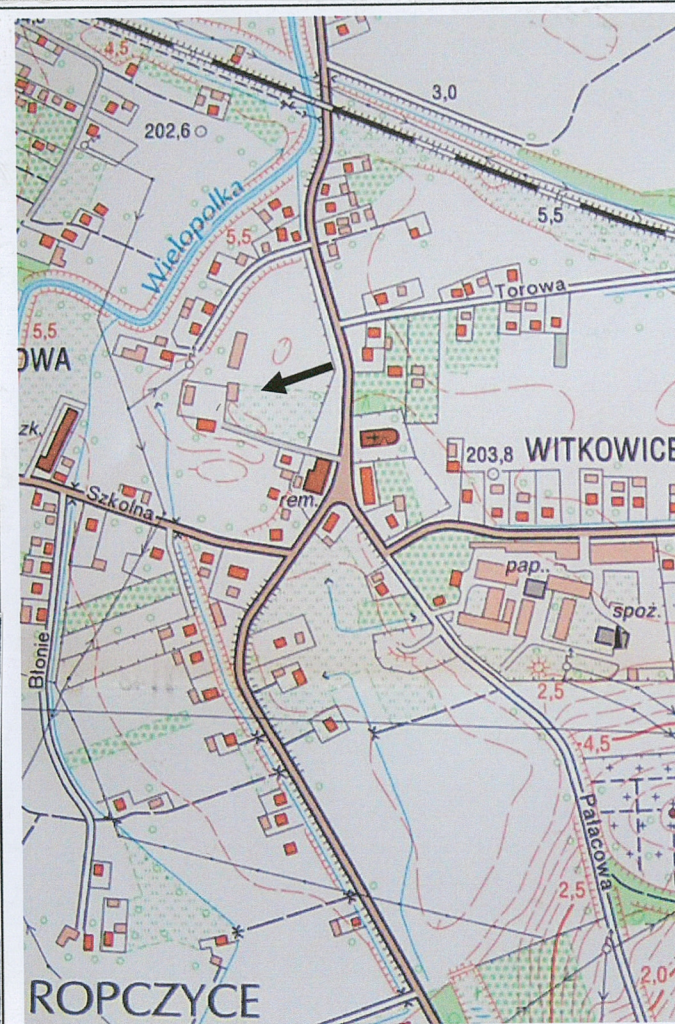 4,5
3,0
202,6
Wielopolka
5,5
5,5
Torowa
5,5
OWA
zk.
203,8 WITKOWICE
Szkolna
rem.
pap..
spoż.
Błonie
2,5
4,5
Pałacowa
2,5
2,0
ROPCZYCE